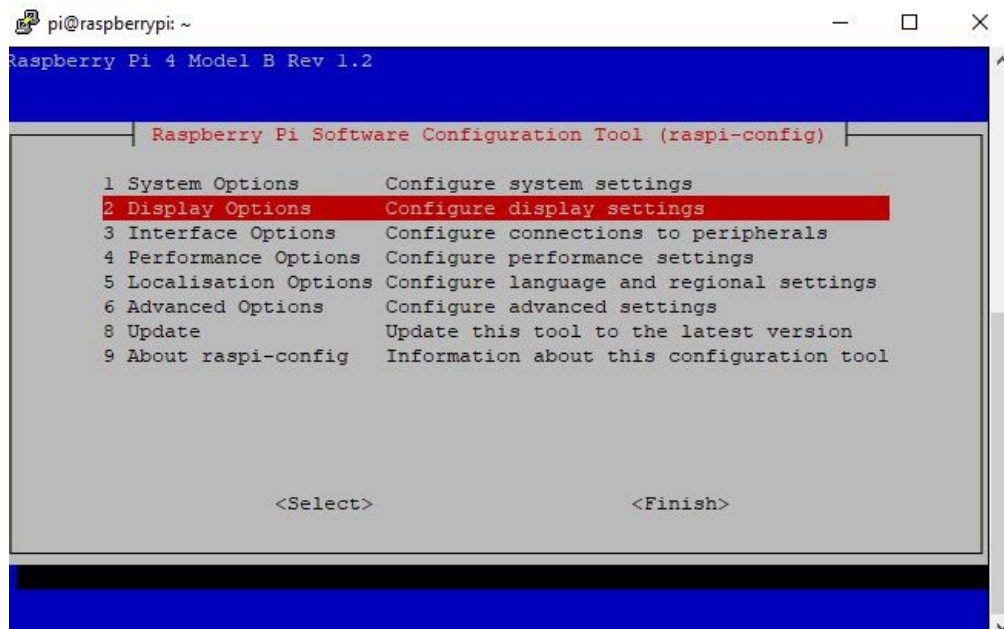 pi@raspberrypi: ~
Raspberry Pi 4 Model B Rev 1.2
Raspberry Pi Software Configuration Tool (raspi-config)
1 System Options Configure system settings
2 Display Options Configure display settings
3 Interface Options Configure connections to peripherals
4 Performance Options Configure performance settings
5 Localisation Options Configure language and regional settings
6 Advanced Options Configure advanced settings
8 Update Update this tool to the latest version
9 About raspi-config Information about this configuration tool
<Select> <Finish>